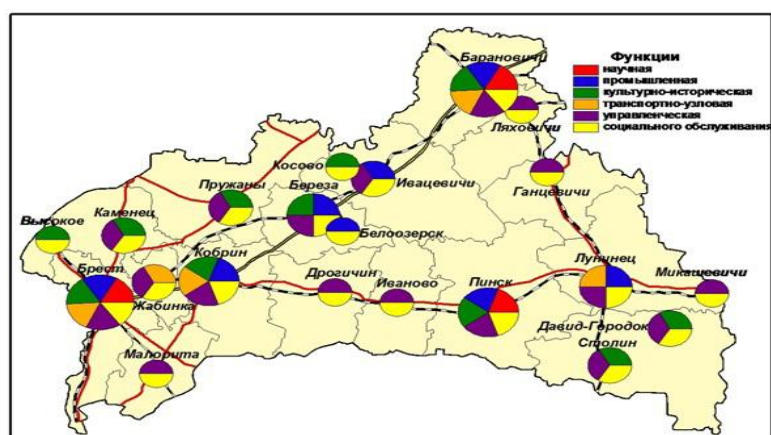 Функции
научная
промышленная
культурно-историческая
транспортно-узловая
управленческая
социального обслуживания
Барановичи
Ляховичи
Косово
Ивацевичи
Ганцевичи
Пружаны
Береза
Высокое
Каменец
Белоозерск
Кобрин
Брест
Дрогичин
Иваново
Пинск
Лунинец
Микашевичи
Жабинка
Малорита
Давид-Городок
Столин